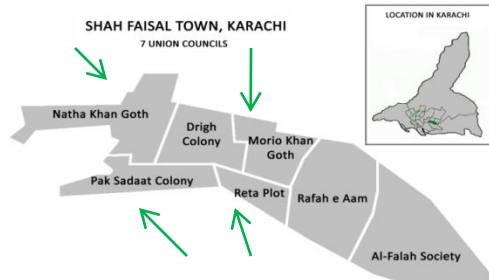 SHAH FAISAL TOWN, KARACHI
7 UNION COUNCILS
LOCATION IN KARACHI
Natha Khan Goth
Drigh
Colony
Morio Khan
Goth
Pak Sadaat Colony
Reta Plot
Rafah e Aam
Al-Falah Society